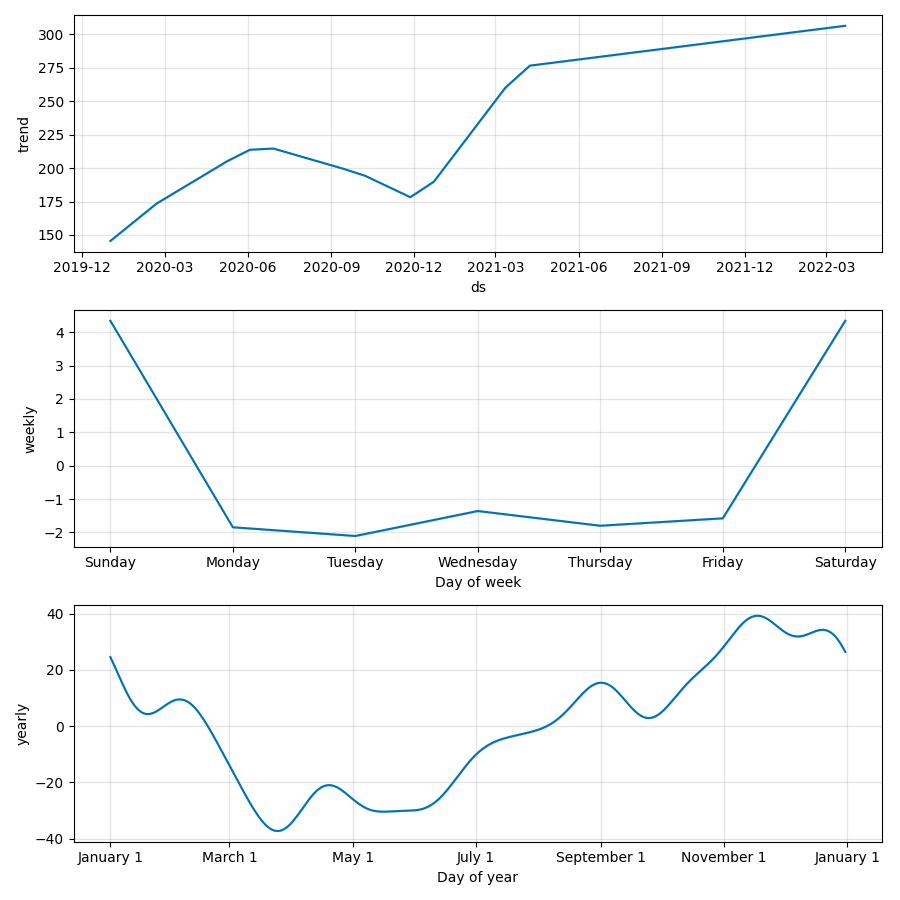 trend
300
275
250
225
200
175
150
2019-12 2020-03 2020-06 2020-09 2020-12 2021-03 2021-06 2021-09 2021-12 2022-03
ds
weekly
4
3
2
1
0
−1
−2
Sunday Monday Tuesday Wednesday Thursday Friday Saturday
Day of week
yearly
40
20
0
−20
−40
January 1 March 1 May 1 July 1 September 1 November 1 January 1
Day of year